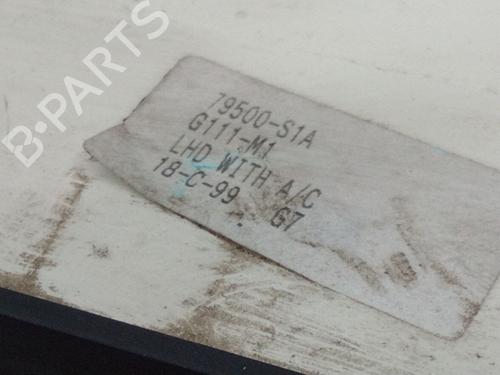 B-PARTS
79500-S1A
G111-M1
LHD WITH A/C
18-C-99 G7